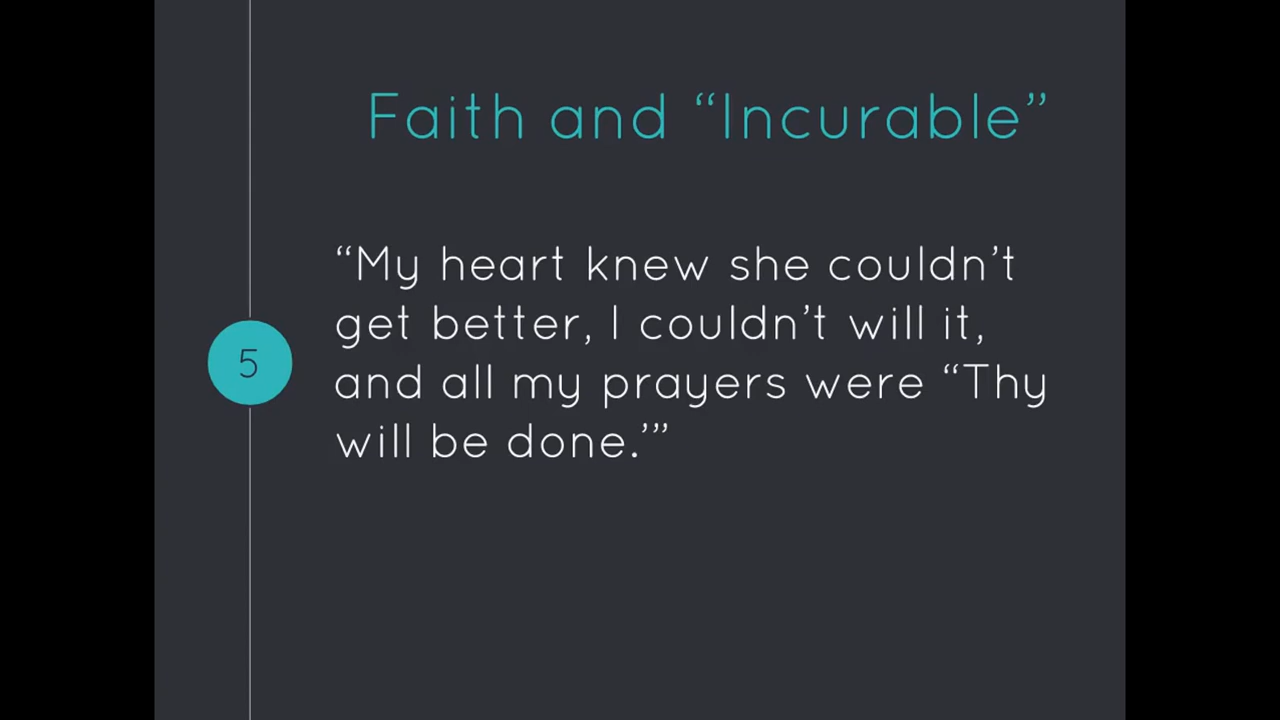 Faith and “Incurable”
“My heart knew she couldn’t
get better, I couldn’t will it,
and all my prayers were “Thy
will be done.’”
5